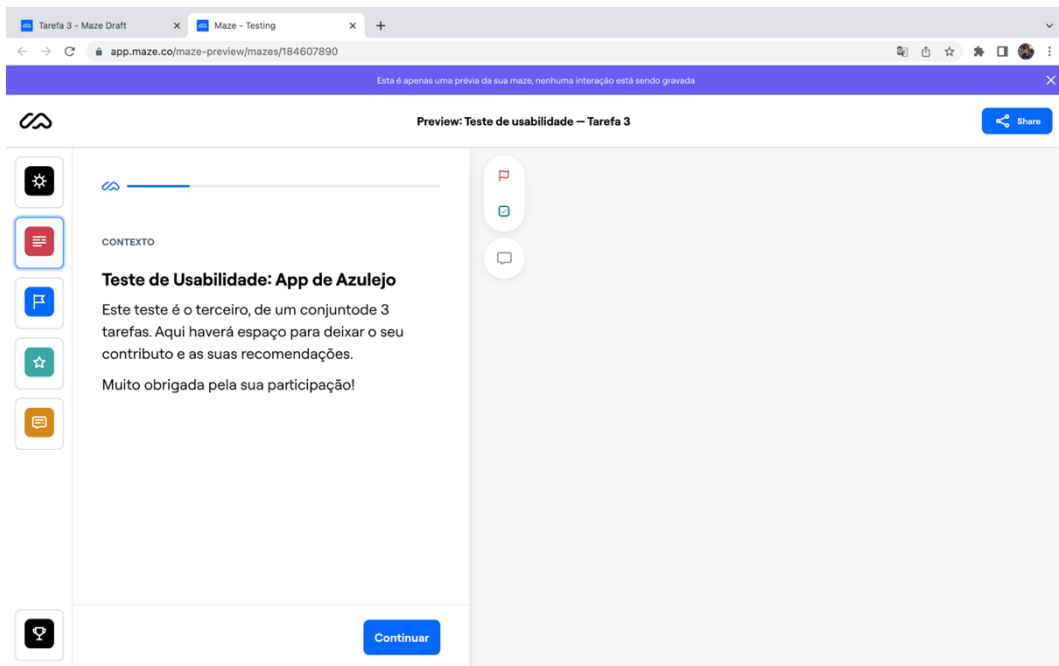 Tarefa 3 - Maze Draft
Maze - Testing
app.maze.co/maze-preview/mazes/184607890
Esta é apenas uma prévia da sua maze, nenhuma interação está sendo gravada
Preview: Teste de usabilidade — Tarefa 3
Share
CONTEXTO
Teste de Usabilidade: App de Azulejo
Este teste é o terceiro, de um conjuntode 3
tarefas. Aqui haverá espaço para deixar o seu
contributo e as suas recomendações.
Muito obrigada pela sua participação!
Continuar